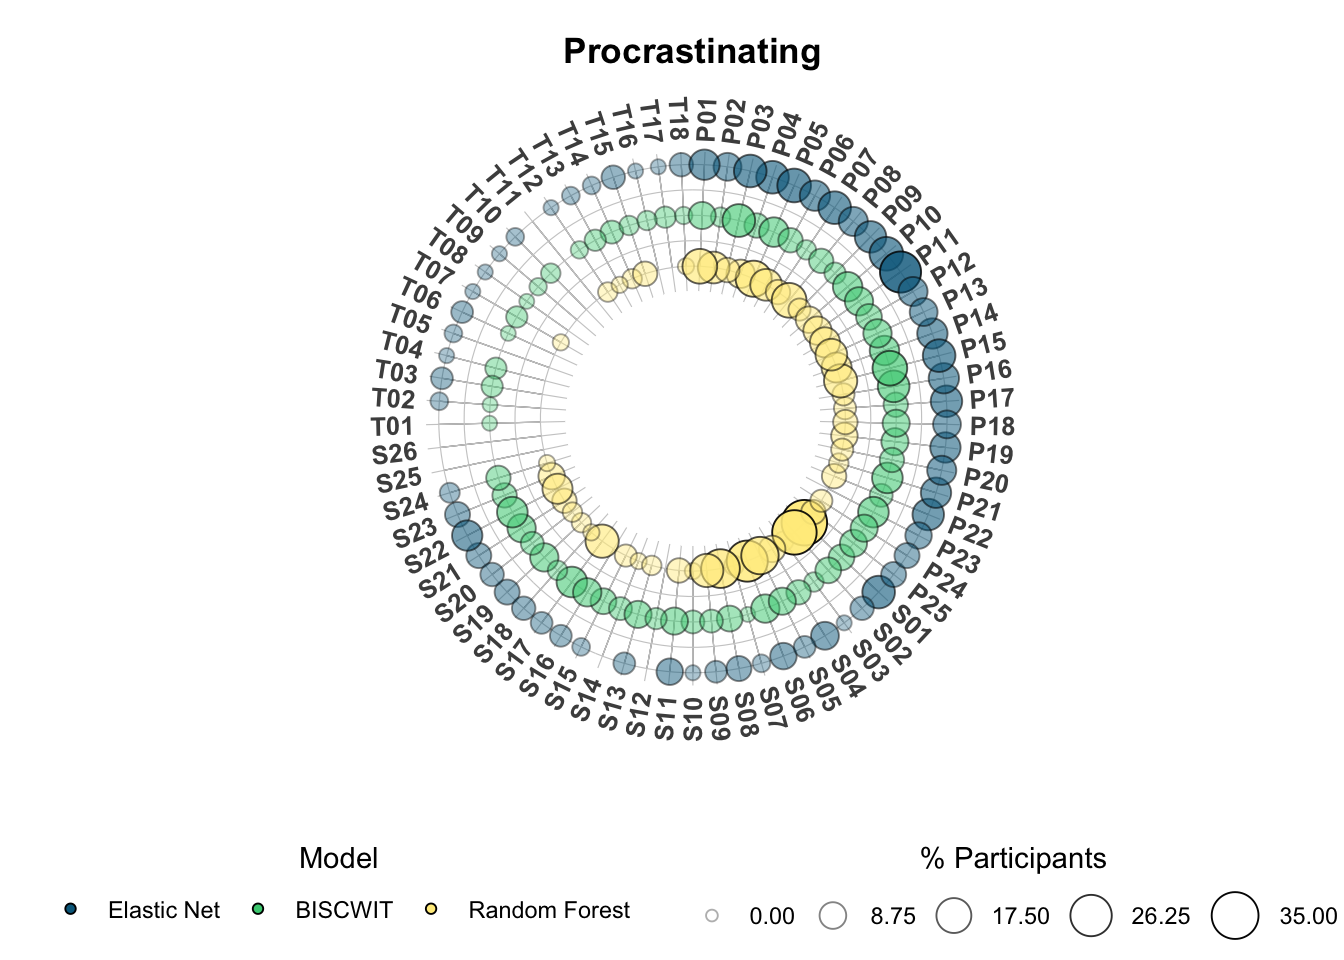 Procrastinating
P01
P02
P03
P04
P05
P06
P07
P08
P09
P10
P11
P12
P13
P14
P15
P16
P17
P18
P19
P20
P21
P22
P23
P24
P25
S01
S02
S03
S04
S05
S06
S07
S08
S09
S10
S11
S12
S13
S14
S15
S16
S17
S18
S19
S20
S21
S22
S23
S24
S25
S26
T01
T02
T03
T04
T05
T06
T07
T08
T09
T10
T11
T12
T13
T14
T15
T16
T17
T18
Model
Elastic Net BISCWIT Random Forest
% Participants
0.00 8.75 17.50 26.25 35.00